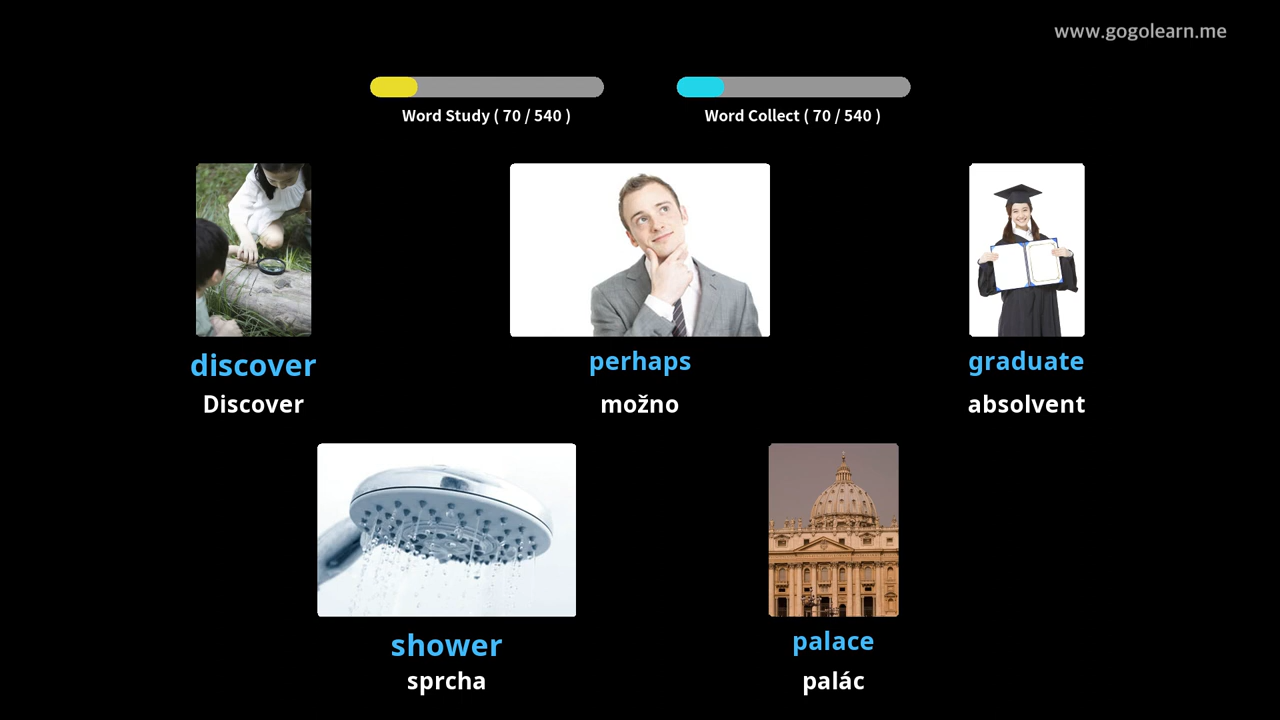 www.gogolearn.me
Word Study ( 70 / 540 )
Word Collect ( 70 / 540 )
discover
Discover
perhaps
možno
graduate
absolvent
shower
sprcha
palace
palác